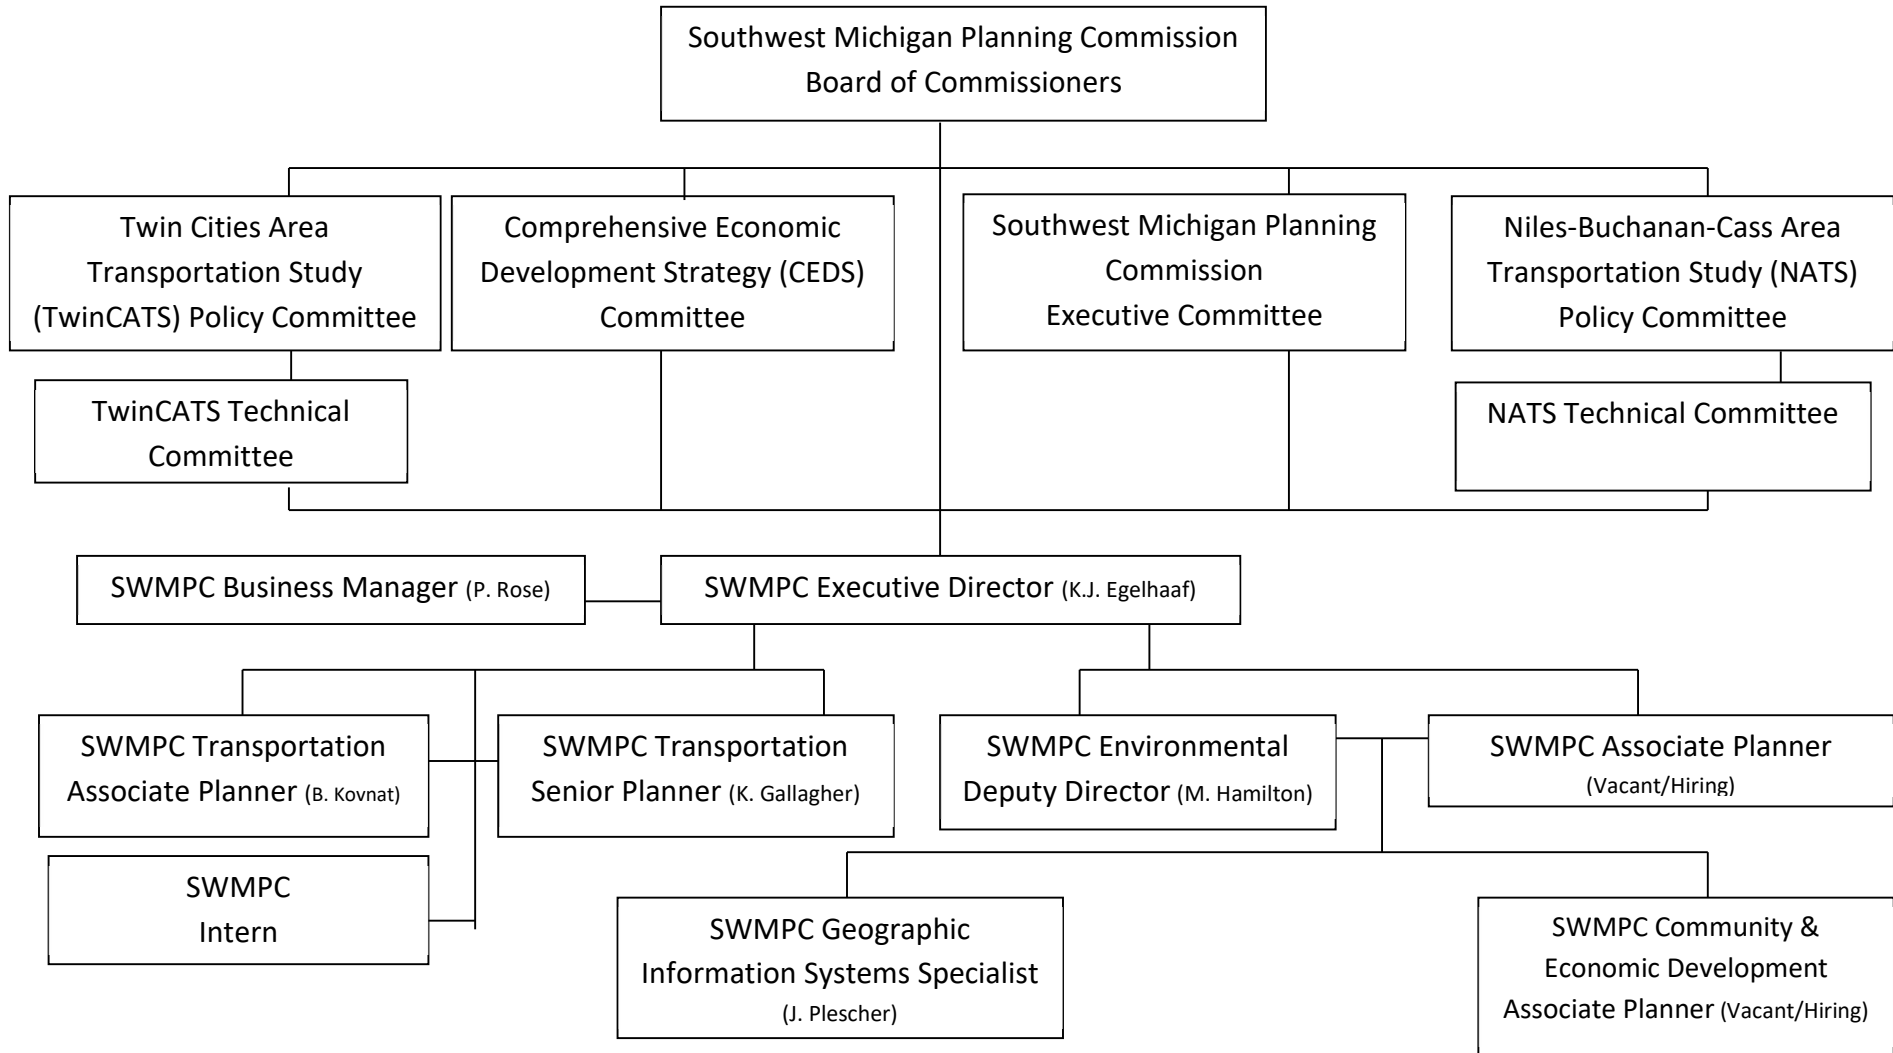 Southwest Michigan Planning Commission
Board of Commissioners
Twin Cities Area
Transportation Study
(TwinCATS) Policy Committee
Comprehensive Economic
Development Strategy (CEDS)
Committee
Southwest Michigan Planning
Commission
Executive Committee
Niles-Buchanan-Cass Area
Transportation Study (NATS)
Policy Committee
TwinCATS Technical
Committee
NATS Technical Committee
SWMPC Business Manager (P. Rose)
SWMPC Executive Director (K.J. Egelhaaf)
SWMPC Transportation
Associate Planner (B. Kovnat)
SWMPC Transportation
Senior Planner (K. Gallagher)
SWMPC Environmental
Deputy Director (M. Hamilton)
SWMPC Associate Planner
(Vacant/Hiring)
SWMPC
Intern
SWMPC Geographic
Information Systems Specialist
(J. Plescher)
SWMPC Community &
Economic Development
Associate Planner (Vacant/Hiring)